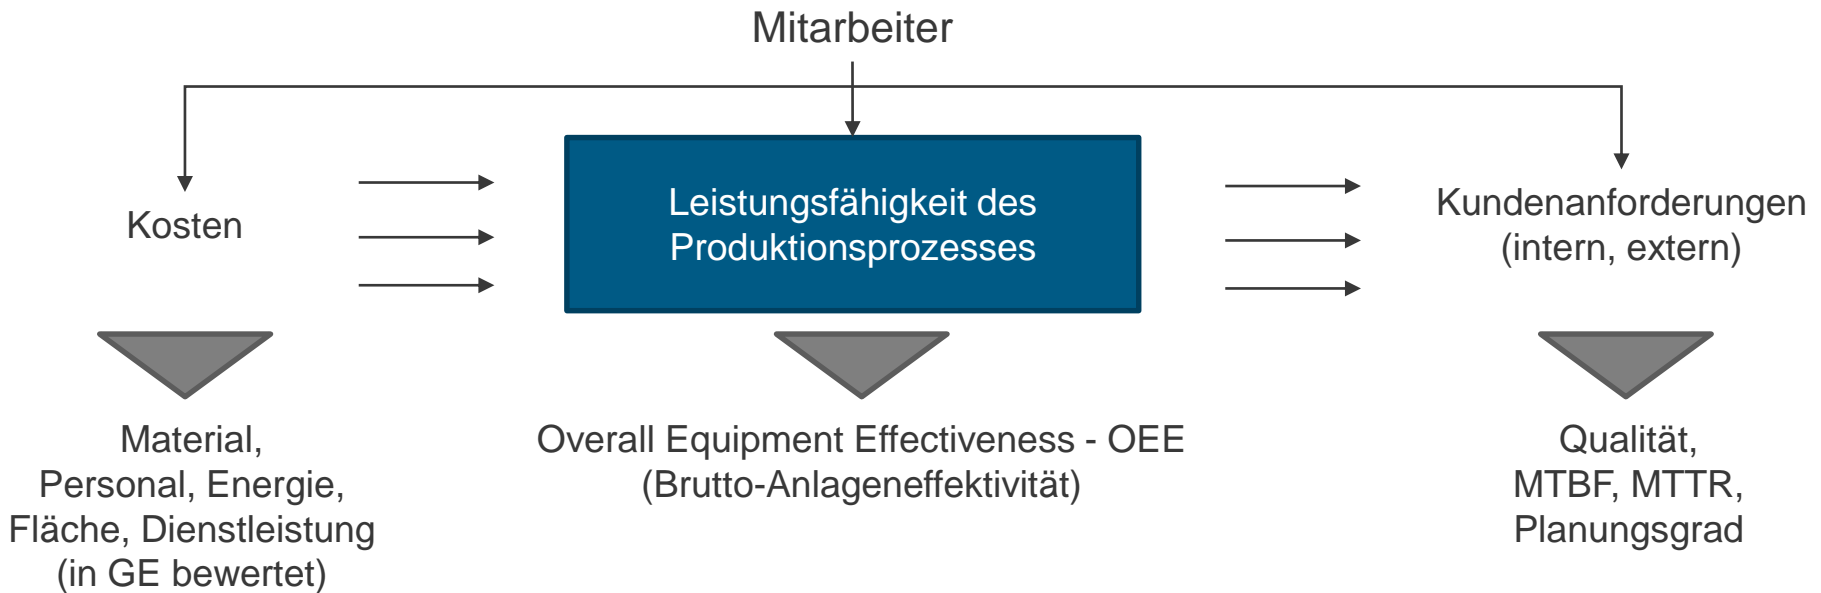 Mitarbeiter
Kosten
Leistungsfähigkeit des
Produktionsprozesses
Kundenanforderungen
(intern, extern)
Material,
Personal, Energie,
Fläche, Dienstleistung
(in GE bewertet)
Overall Equipment Effectiveness - OEE
(Brutto-Anlageneffektivität)
Qualität,
MTBF, MTTR,
Planungsgrad